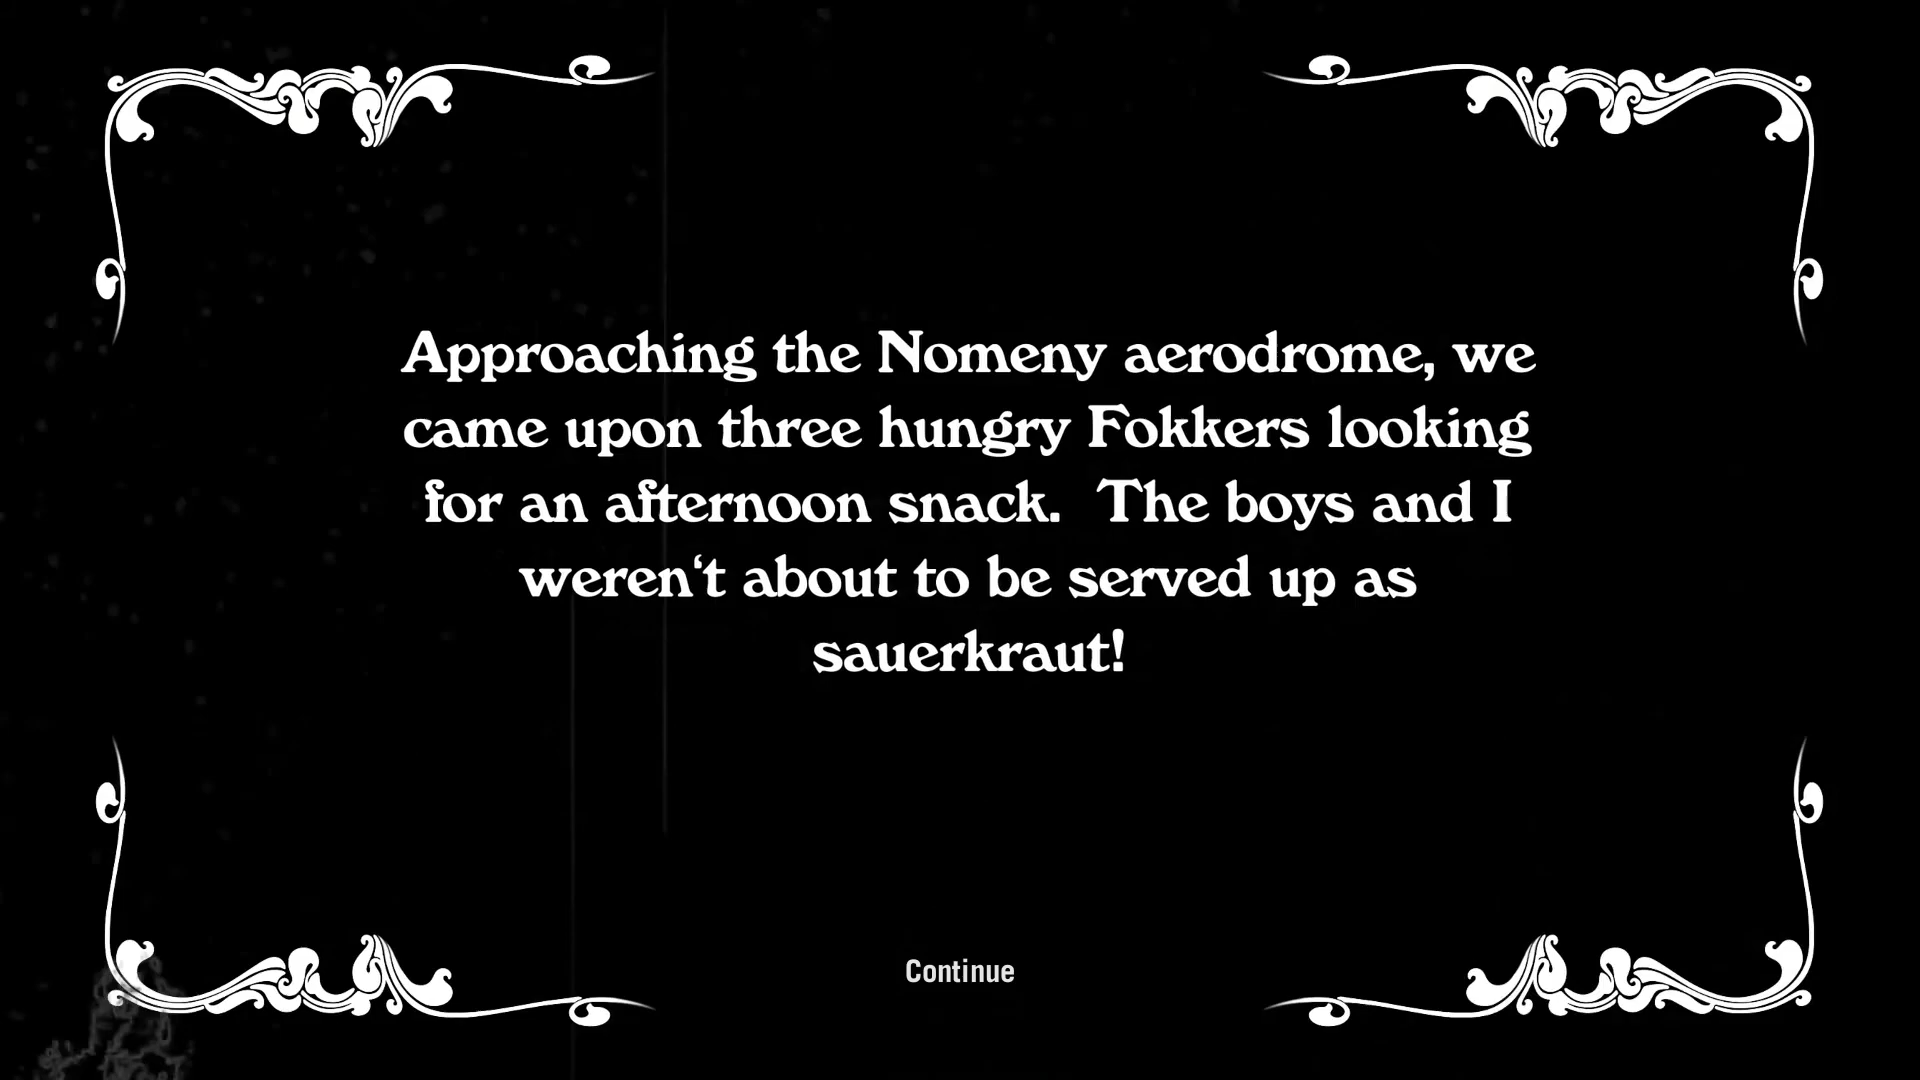 Approaching the Nomeny aerodrome, we
came upon three hungry Fokkers looking
for an afternoon snack.  The boys and I
weren‘t about to be served up as
sauerkraut!
Continue